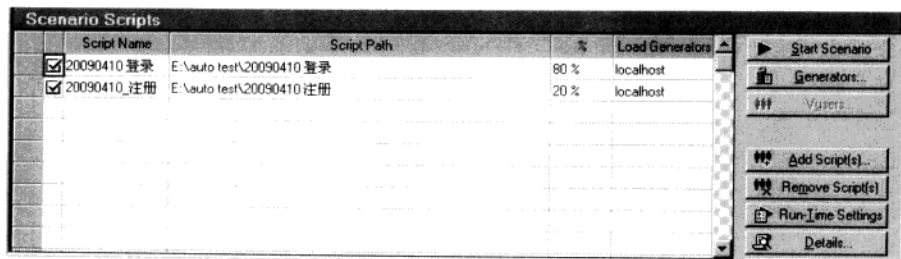 Scenario Scripts
Script Name Script Path % Load Generators
20090410 登录 E:\auto test\20090410 登录 80 % localhost
20090410_注册 E:\auto test\20090410 注册 20 % localhost
Start Scenario
Generators...
Vusers...
Add Script(s)...
Remove Script(s)
Run-Time Settings
Details...